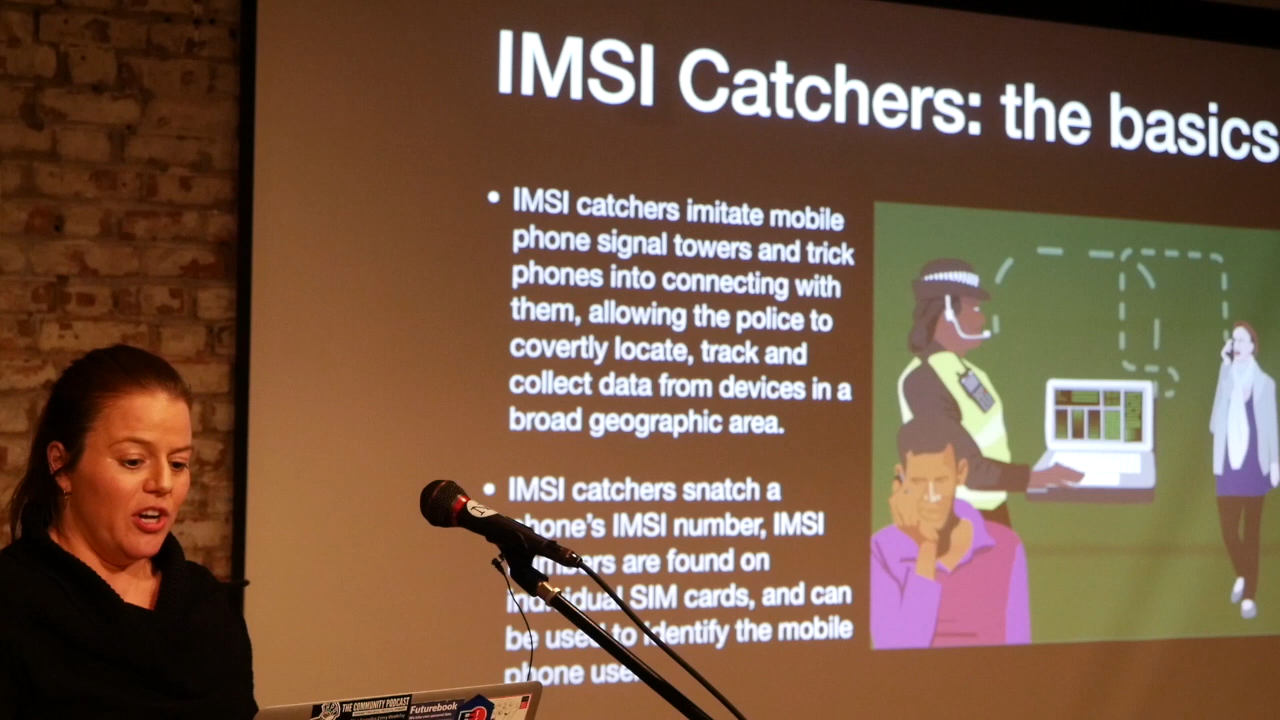 IMSI Catchers: the basics
• IMSI catchers imitate mobile
phone signal towers and trick
phones into connecting with
them, allowing the police to
covertly locate, track and
collect data from devices in a
broad geographic area.
• IMSI catchers snatch a
phone's IMSI number, IMSI
numbers are found on
individual SIM cards, and can
be used to identify the mobile
phone user.
THE COMMUNITY PODCAST
Futurebook